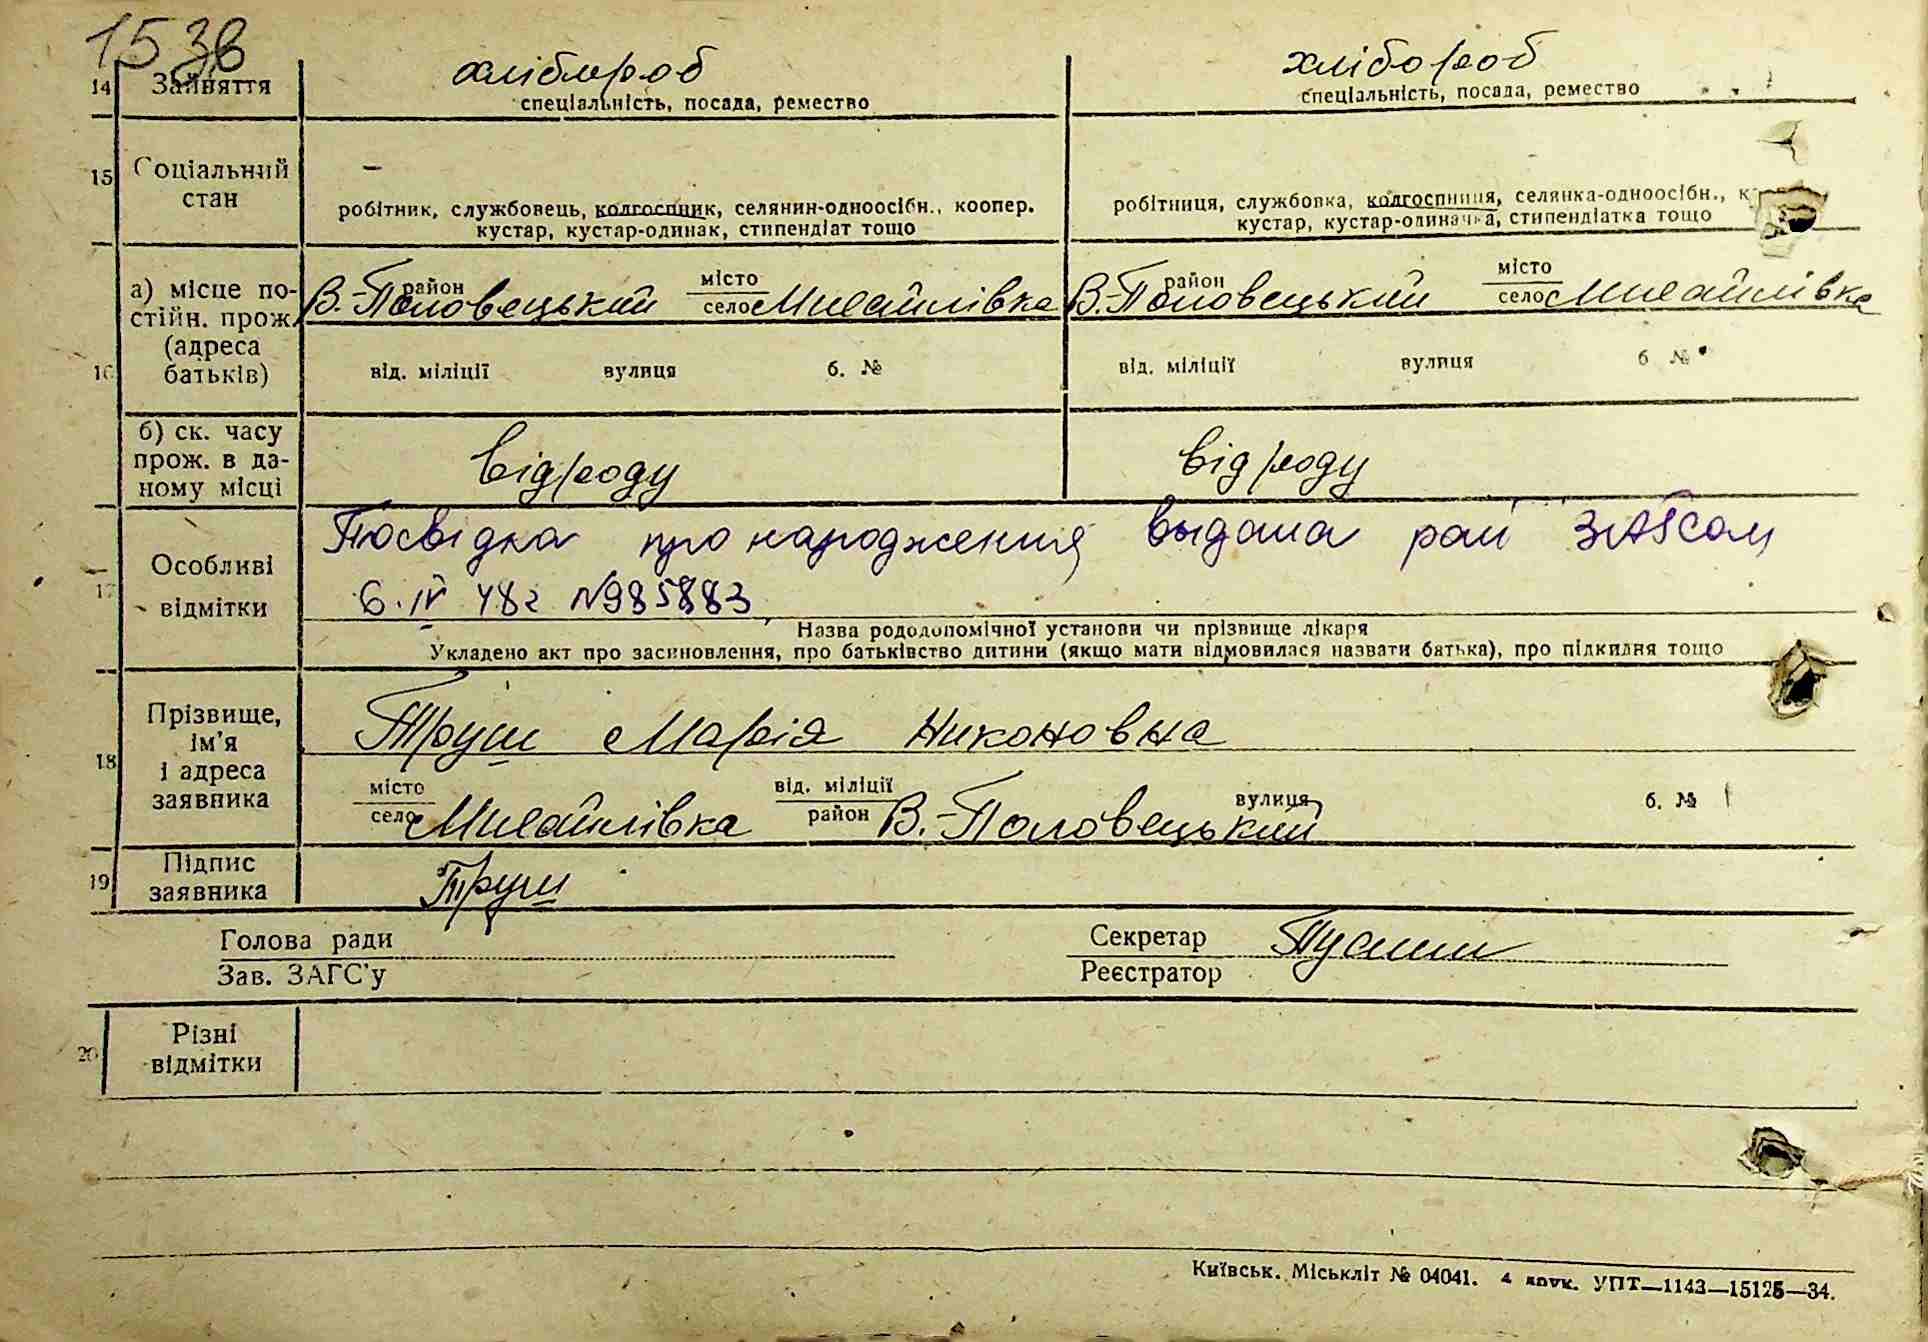 153в
14 Заняття хлібороб хлібороб
спеціальність, посада, ремество спеціальність, посада, ремество
15 Соціальний стан —
робітник, службовець, колгоспник, селянин-одноосібн., коопер. робітниця, службовка, колгоспниця, селянка-одноосібн., к
кустар, кустар-одинак, стипендіат тощо кустар, кустар-одиначка, стипендіатка тощо
16 а) місце постійн. прож. (адреса батьків)
В.-Половецький район місто село Михайлівка В.-Половецький район місто село Михайлівка
від. міліції вулиця б. № від. міліції вулиця б. №
б) ск. часу прож. в даному місці від роду від роду
17 Особливі відмітки
Посвідка про народження выдана рай ЗАГСом
6.IV 48г N985883
Назва рододопомічної установи чи прізвище лікаря
Укладено акт про засиновлення, про батьківство дитини (якщо мати відмовилася назвати батька), про підкидня тощо
18 Прізвище, ім'я і адреса заявника
Труш Марія Никоновна
місто село Михайлівка від. міліції район В.-Половецький вулиця б. №
19 Підпис заявника Труш
Голова ради Секретар
Зав. ЗАГС'у Реєстратор
20 Різні відмітки
Київськ. Міськліт № 04041. 4 друк. УПТ—1143—15125—34.